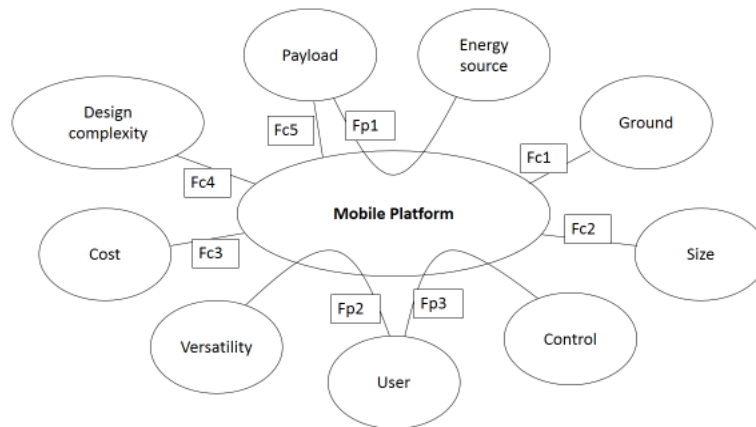 Payload
Energy
source
Design
complexity
Fc5
Fp1
Ground
Fc1
Fc4
Mobile Platform
Fc2
Cost
Fc3
Size
Fp2
Fp3
Versatility
Control
User